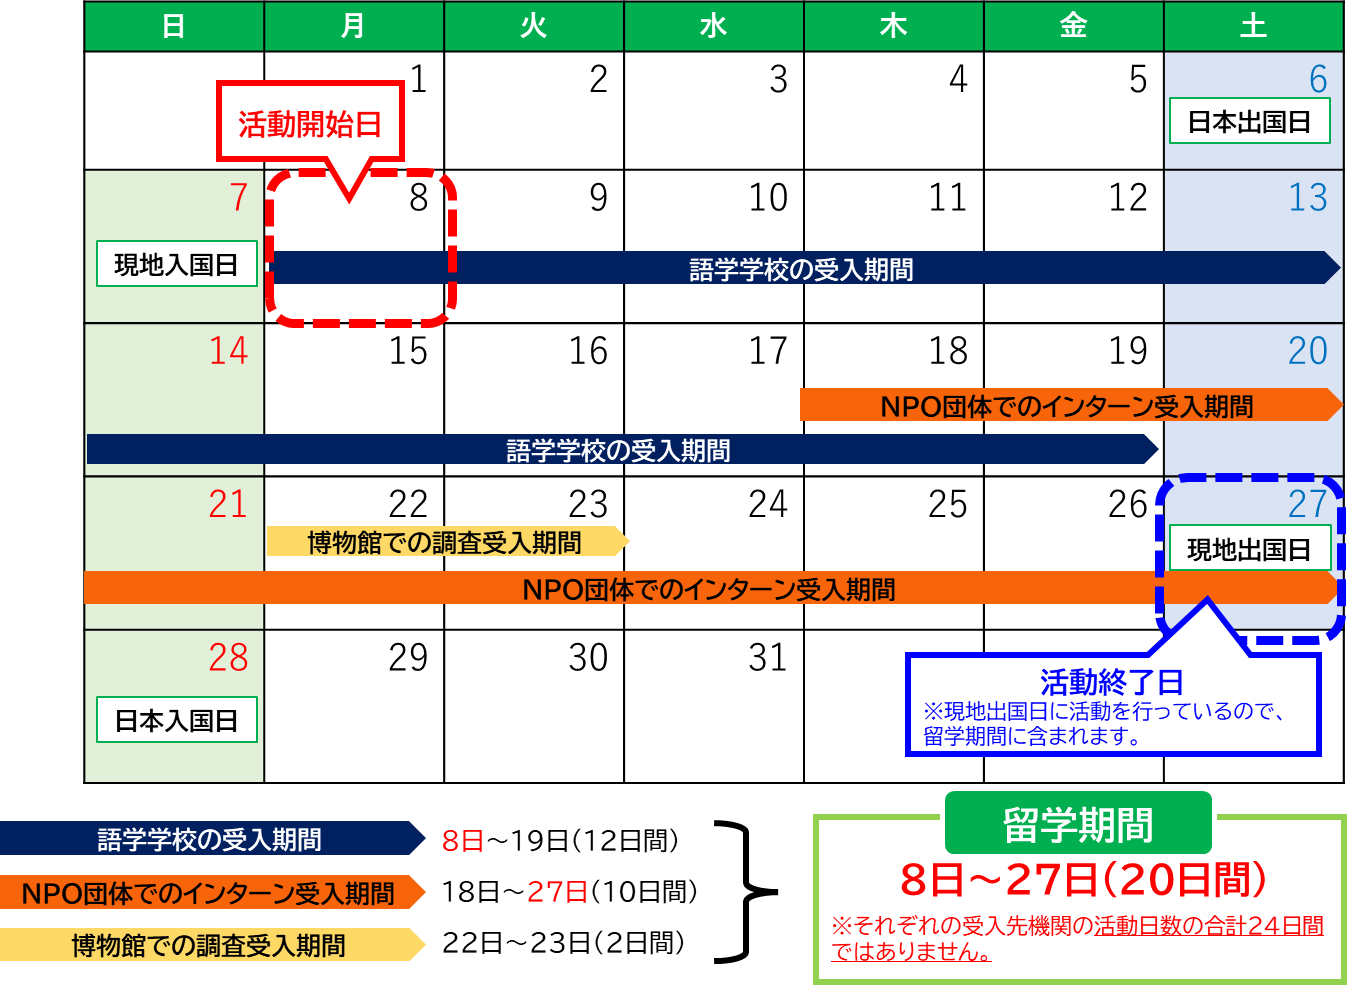 日 月 火 水 木 金 土
1 2 3 4 5 6
活動開始日
日本出国日
7 8 9 10 11 12 13
現地入国日
語学学校の受入期間
14 15 16 17 18 19 20
NPO団体でのインターン受入期間
語学学校の受入期間
21 22 23 24 25 26 27
博物館での調査受入期間
現地出国日
NPO団体でのインターン受入期間
28 29 30 31
日本入国日
活動終了日
※現地出国日に活動を行っているので、
留学期間に含まれます。
語学学校の受入期間 8日～19日(12日間)
NPO団体でのインターン受入期間 18日～27日(10日間)
博物館での調査受入期間 22日～23日(2日間)
留学期間
8日～27日(20日間)
※それぞれの受入先機関の活動日数の合計24日間
ではありません。